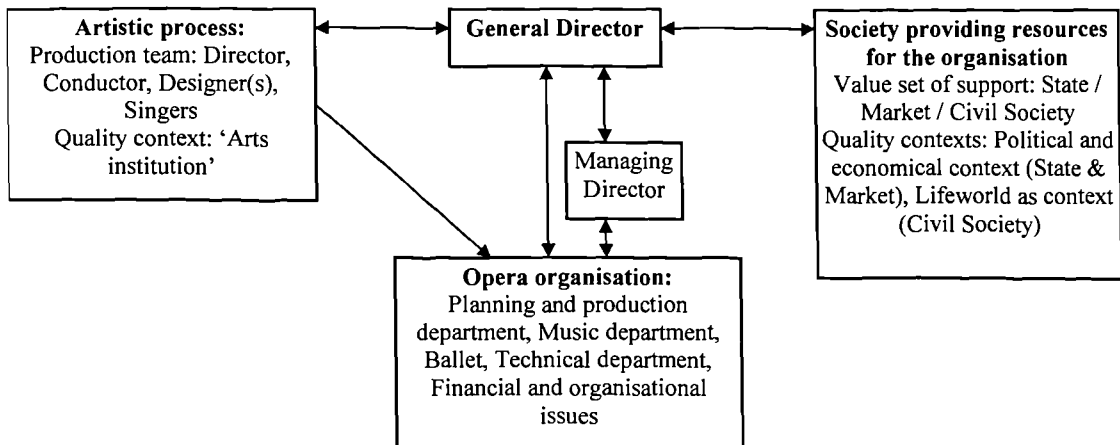 Artistic process:
Production team: Director,
Conductor, Designer(s),
Singers
Quality context: ‘Arts
institution’
General Director
Society providing resources
for the organisation
Value set of support: State /
Market / Civil Society
Quality contexts: Political and
economical context (State &
Market), Lifeworld as context
(Civil Society)
Managing
Director
Opera organisation:
Planning and production
department, Music department,
Ballet, Technical department,
Financial and organisational
issues